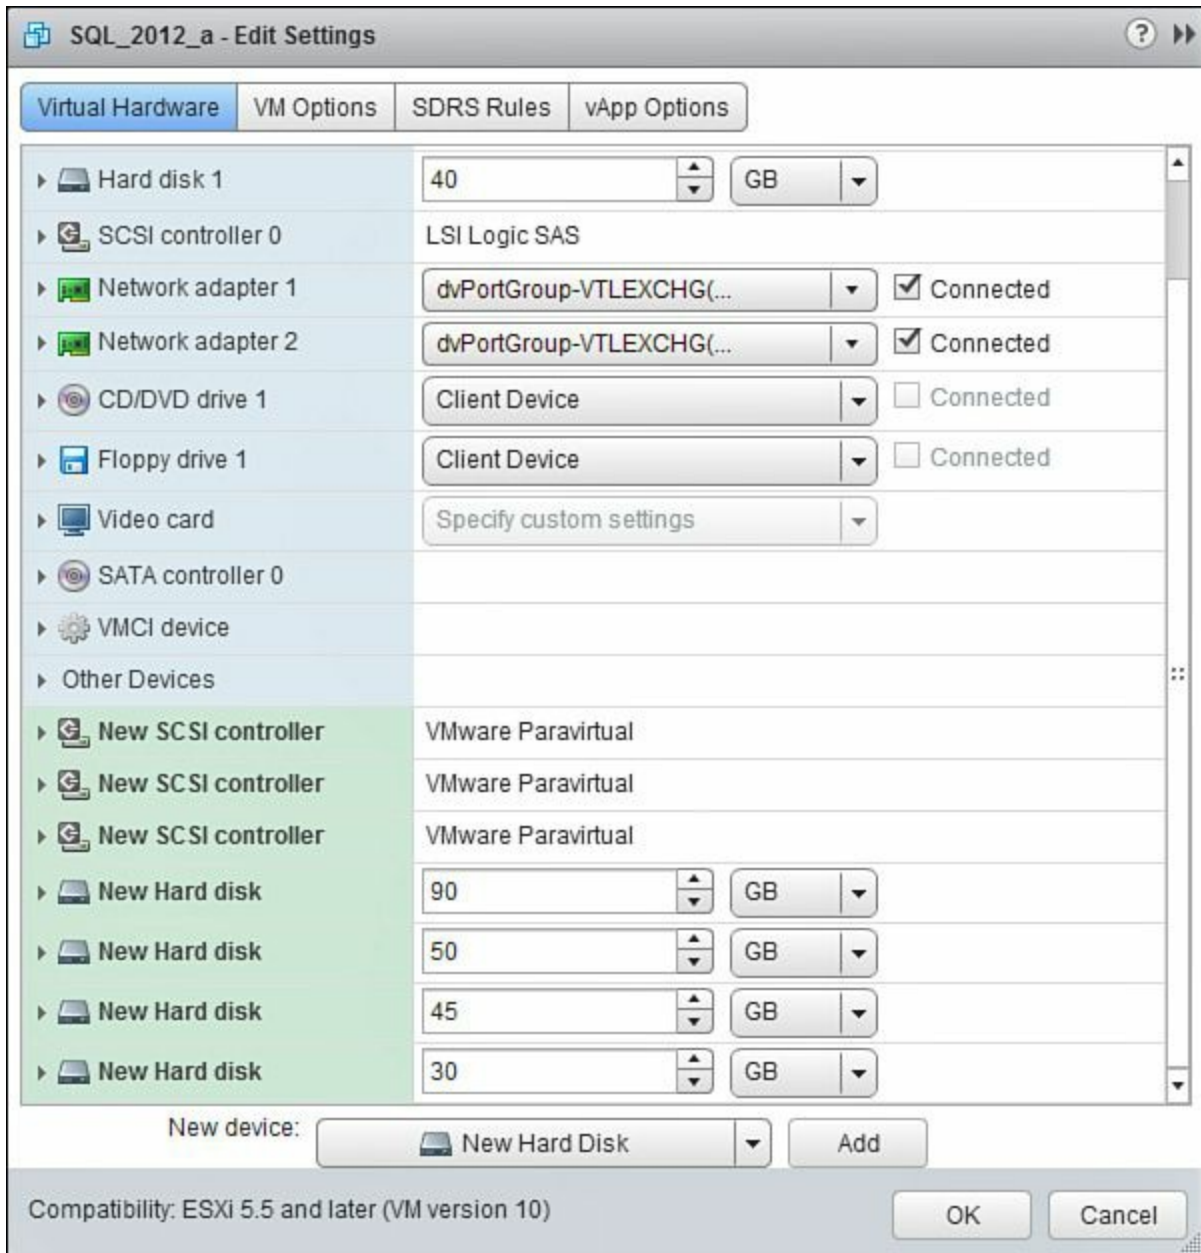 SQL_2012_a - Edit Settings ?
Virtual Hardware VM Options SDRS Rules vApp Options
Hard disk 1 40 GB
SCSI controller 0 LSI Logic SAS
Network adapter 1 dvPortGroup-VTLEXCHG(... Connected
Network adapter 2 dvPortGroup-VTLEXCHG(... Connected
CD/DVD drive 1 Client Device Connected
Floppy drive 1 Client Device Connected
Video card Specify custom settings
SATA controller 0
VMCI device
Other Devices
New SCSI controller VMware Paravirtual
New SCSI controller VMware Paravirtual
New SCSI controller VMware Paravirtual
New Hard disk 90 GB
New Hard disk 50 GB
New Hard disk 45 GB
New Hard disk 30 GB
New device: New Hard Disk Add
Compatibility: ESXi 5.5 and later (VM version 10) OK Cancel